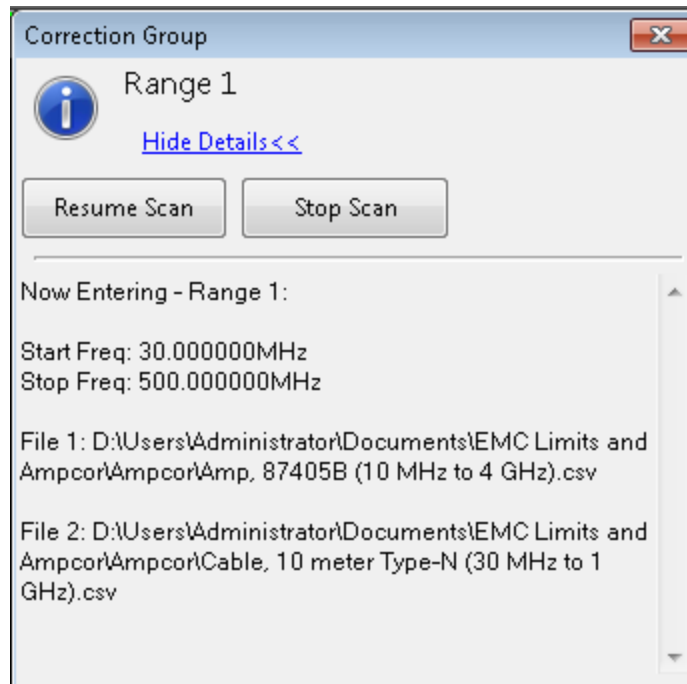 Correction Group
Range 1
Hide Details<<
Resume Scan
Stop Scan
Now Entering - Range 1:
Start Freq: 30.000000MHz
Stop Freq: 500.000000MHz
File 1: D:\Users\Administrator\Documents\EMC Limits and
Ampcor\Ampcor\Amp, 87405B (10 MHz to 4 GHz).csv
File 2: D:\Users\Administrator\Documents\EMC Limits and
Ampcor\Ampcor\Cable, 10 meter Type-N (30 MHz to 1
GHz).csv